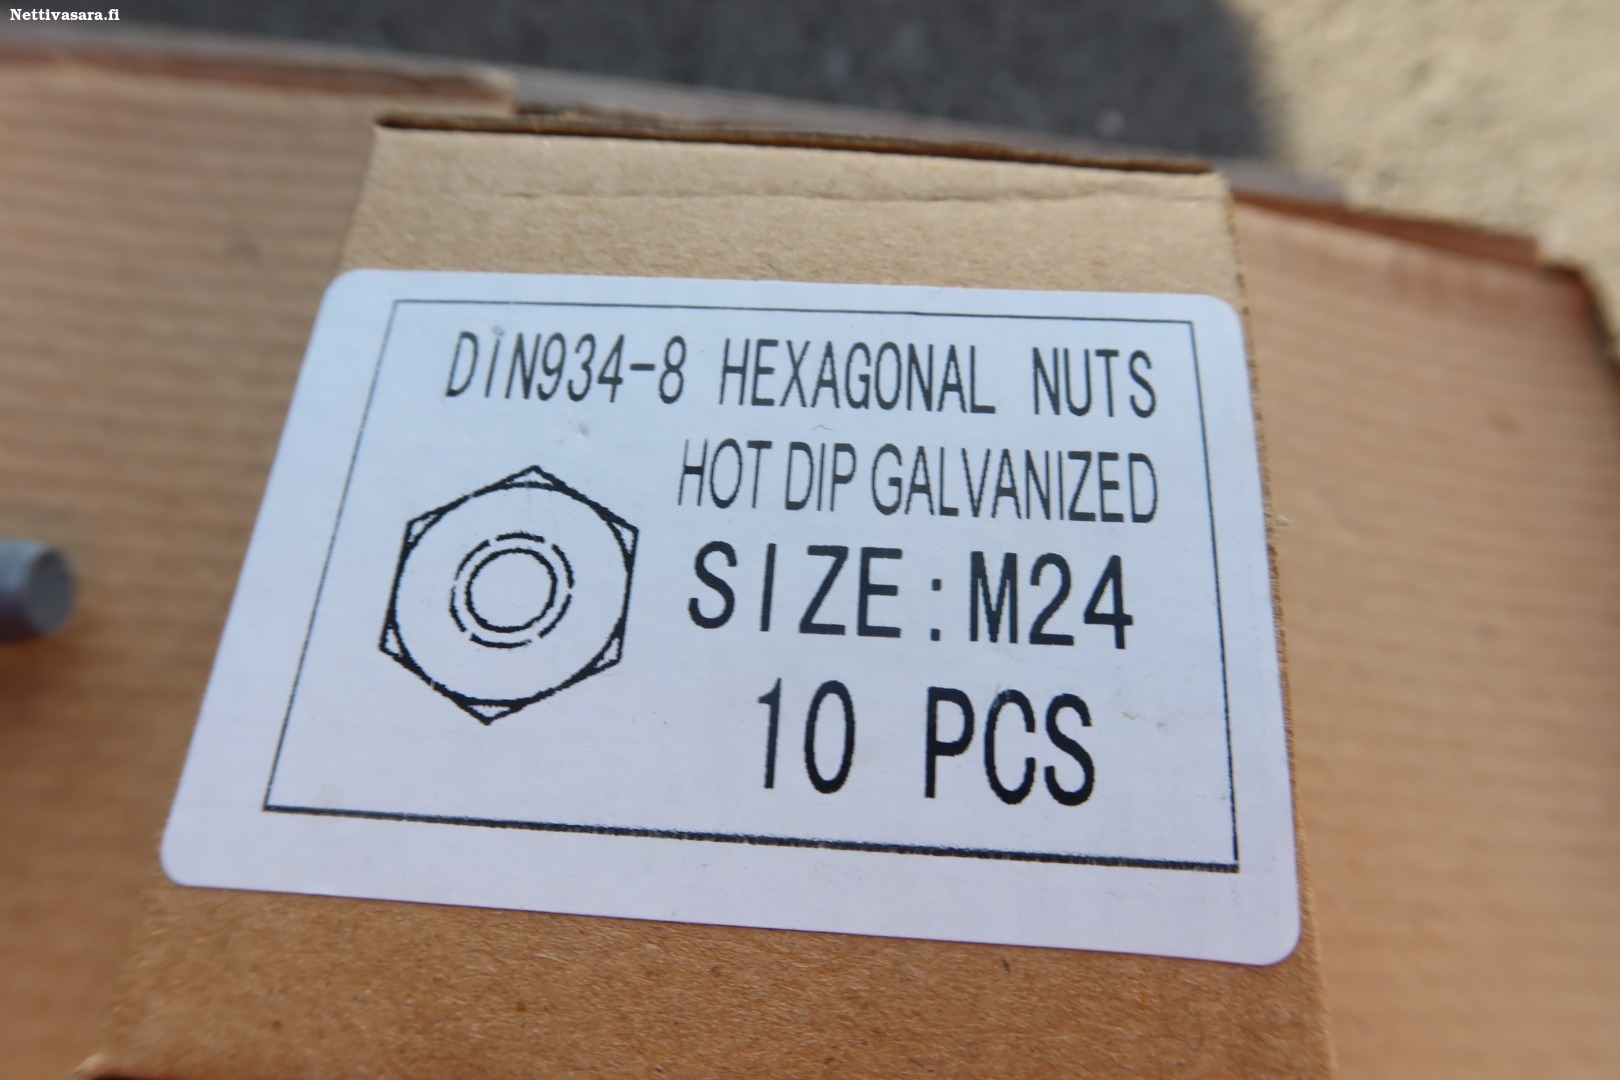 Nettivasara.fi
DiN934-8 HEXAGONAL NUTS
HOT DIP GALVANIZED
SIZE:M24
10 PCS